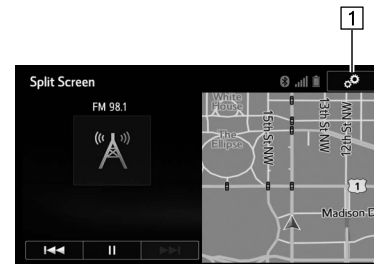 1
Split Screen
FM 98.1
White
House
The
Ellipse
15th St.NW
13th St.NW
12th St.NW
1
Madison D